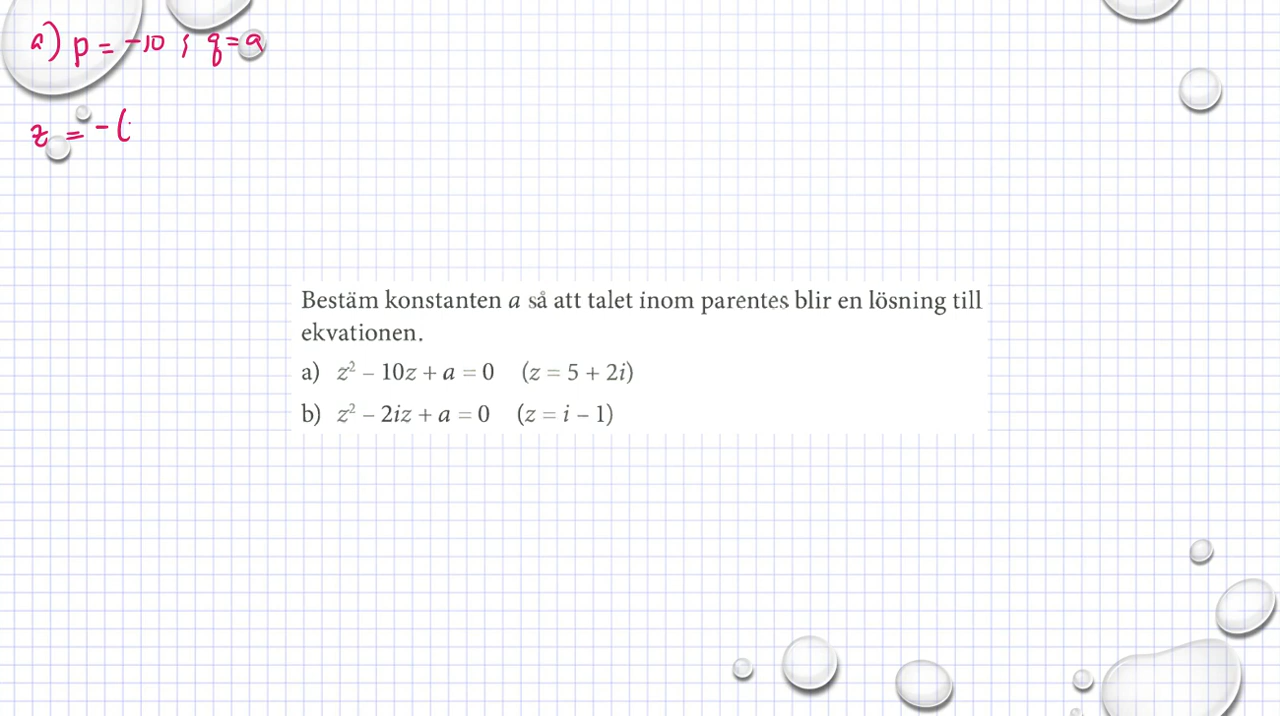 a) p = -10 ; q = a
z = -(
Bestäm konstanten a så att talet inom parentes blir en lösning till
ekvationen.
a) z² – 10z + a = 0 (z = 5 + 2i)
b) z² – 2iz + a = 0 (z = i – 1)